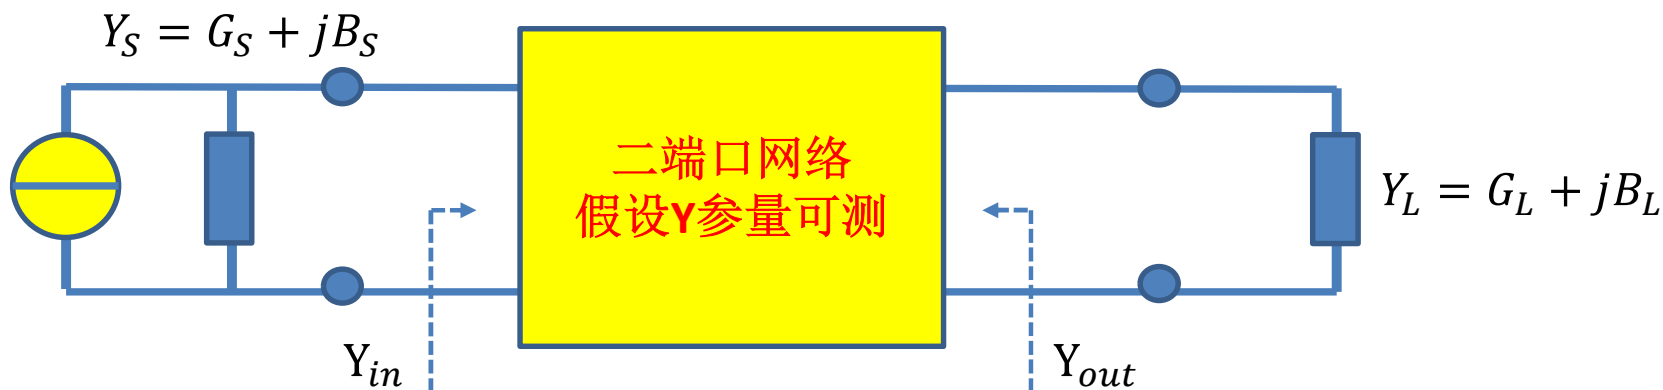 Y_S = G_S + jB_S
二端口网络
假设Y参量可测
Y_L = G_L + jB_L
Y_in
Y_out